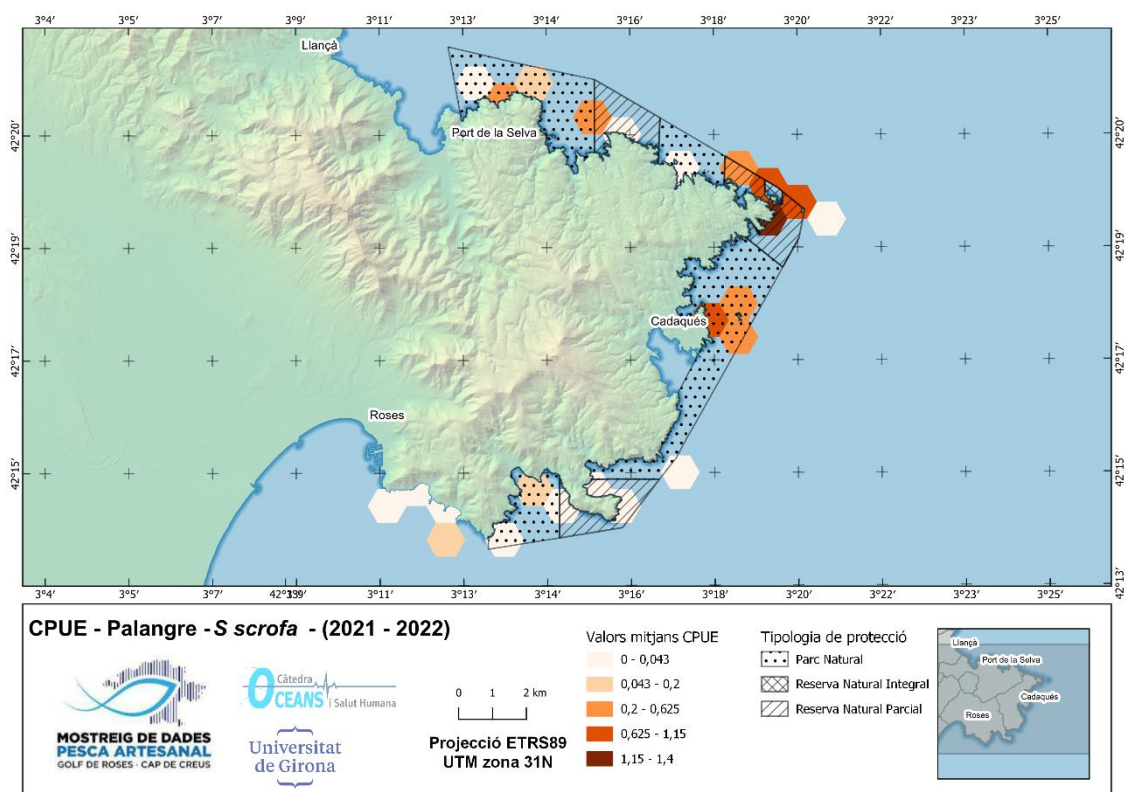 3°4′ 3°5′ 3°7′ 3°9′ 3°11′ 3°13′ 3°14′ 3°16′ 3°18′ 3°20′ 3°22′ 3°23′ 3°25′
Llançà
42°20′ 42°20′
Port de la Selva
42°19′ 42°19′
Cadaqués
42°17′ 42°17′
Roses
42°15′ 42°15′
42°13′
3°4′ 3°5′ 3°7′ 3°11′ 3°13′ 3°14′ 3°16′ 3°18′ 3°20′ 3°22′ 3°23′ 3°25′
CPUE - Palangre - S scrofa - (2021 - 2022)
MOSTREIG DE DADES
PESCA ARTESANAL
GOLF DE ROSES · CAP DE CREUS
Càtedra
OCEANS
i Salut Humana
Universitat
de Girona
0 1 2 km
Projecció ETRS89
UTM zona 31N
Valors mitjans CPUE
0 - 0,043
0,043 - 0,2
0,2 - 0,625
0,625 - 1,15
1,15 - 1,4
Tipologia de protecció
Parc Natural
Reserva Natural Integral
Reserva Natural Parcial
Llançà
Port de la Selva
Cadaqués
Roses